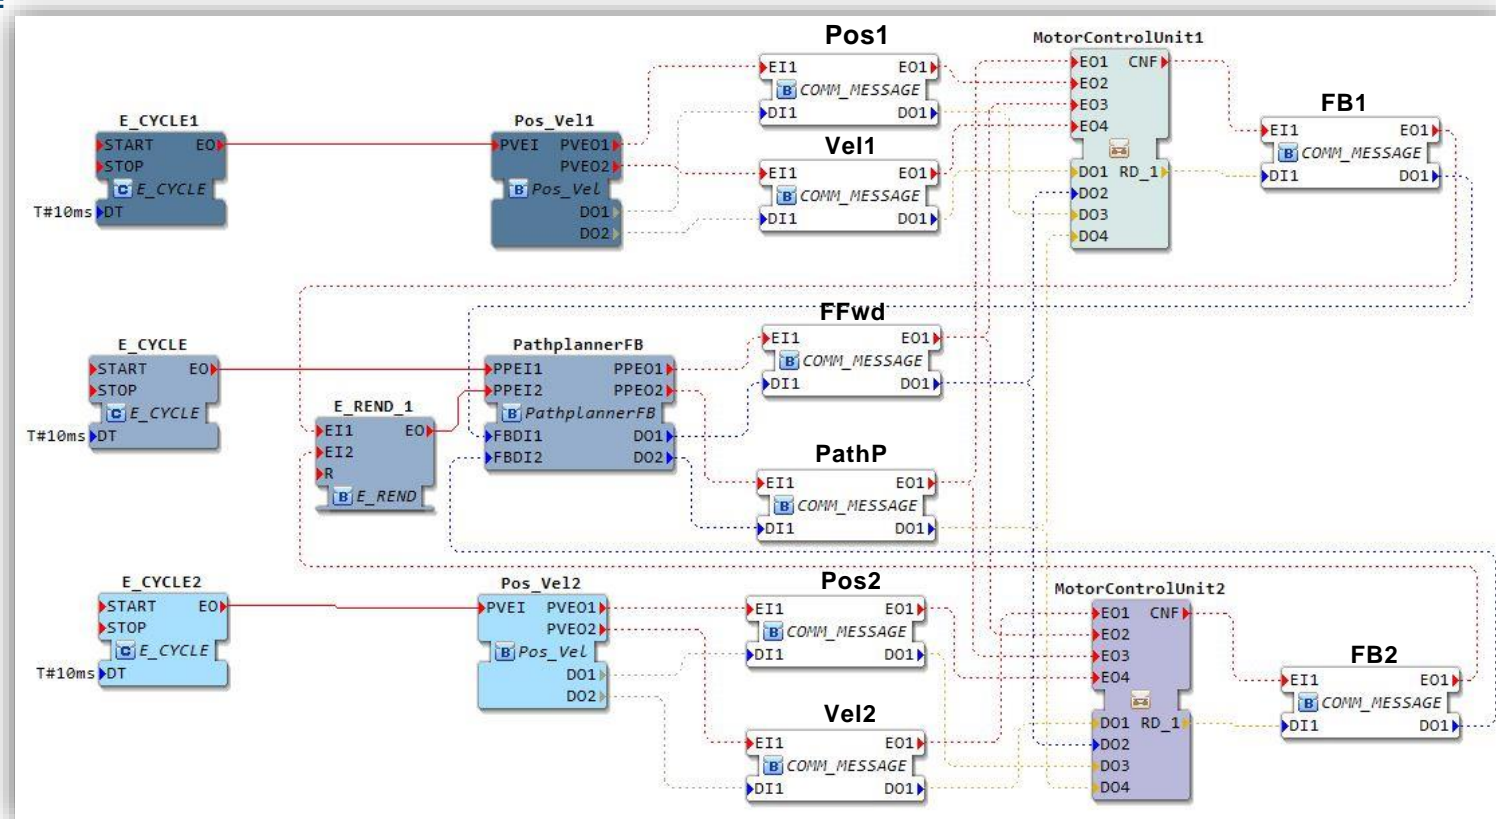 Pos1
EI1 EO1
COMM_MESSAGE
DI1 DO1
MotorControlUnit1
EO1 CNF
EO2
EO3
EO4
DO1 RD_1
DO2
DO3
DO4
FB1
EI1 EO1
COMM_MESSAGE
DI1 DO1
E_CYCLE1
START EO
STOP
E_CYCLE
T#10ms DT
Pos_Vel1
PVEI PVEO1
PVEO2
Pos_Vel
DO1
DO2
Vel1
EI1 EO1
COMM_MESSAGE
DI1 DO1
E_CYCLE
START EO
STOP
E_CYCLE
T#10ms DT
E_REND_1
EI1 EO
EI2
R
E_REND
PathplannerFB
PPEI1 PPEO1
PPEI2 PPEO2
PathplannerFB
FBDI1 DO1
FBDI2 DO2
FFwd
EI1 EO1
COMM_MESSAGE
DI1 DO1
PathP
EI1 EO1
COMM_MESSAGE
DI1 DO1
E_CYCLE2
START EO
STOP
E_CYCLE
T#10ms DT
Pos_Vel2
PVEI PVEO1
PVEO2
Pos_Vel
DO1
DO2
Pos2
EI1 EO1
COMM_MESSAGE
DI1 DO1
Vel2
EI1 EO1
COMM_MESSAGE
DI1 DO1
MotorControlUnit2
EO1 CNF
EO2
EO3
EO4
DO1 RD_1
DO2
DO3
DO4
FB2
EI1 EO1
COMM_MESSAGE
DI1 DO1